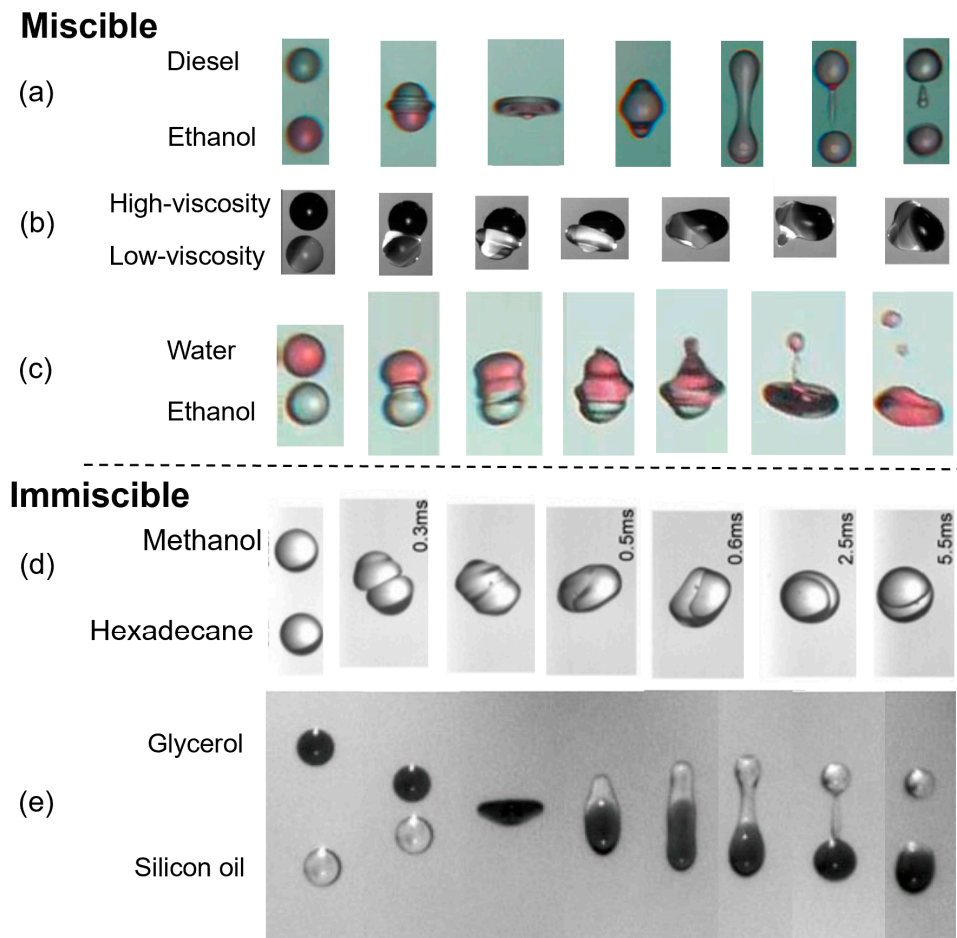 Miscible
(a)
Diesel
Ethanol
(b)
High-viscosity
Low-viscosity
(c)
Water
Ethanol
Immiscible
(d)
Methanol
Hexadecane
0.3ms
0.5ms
0.6ms
2.5ms
5.5ms
(e)
Glycerol
Silicon oil